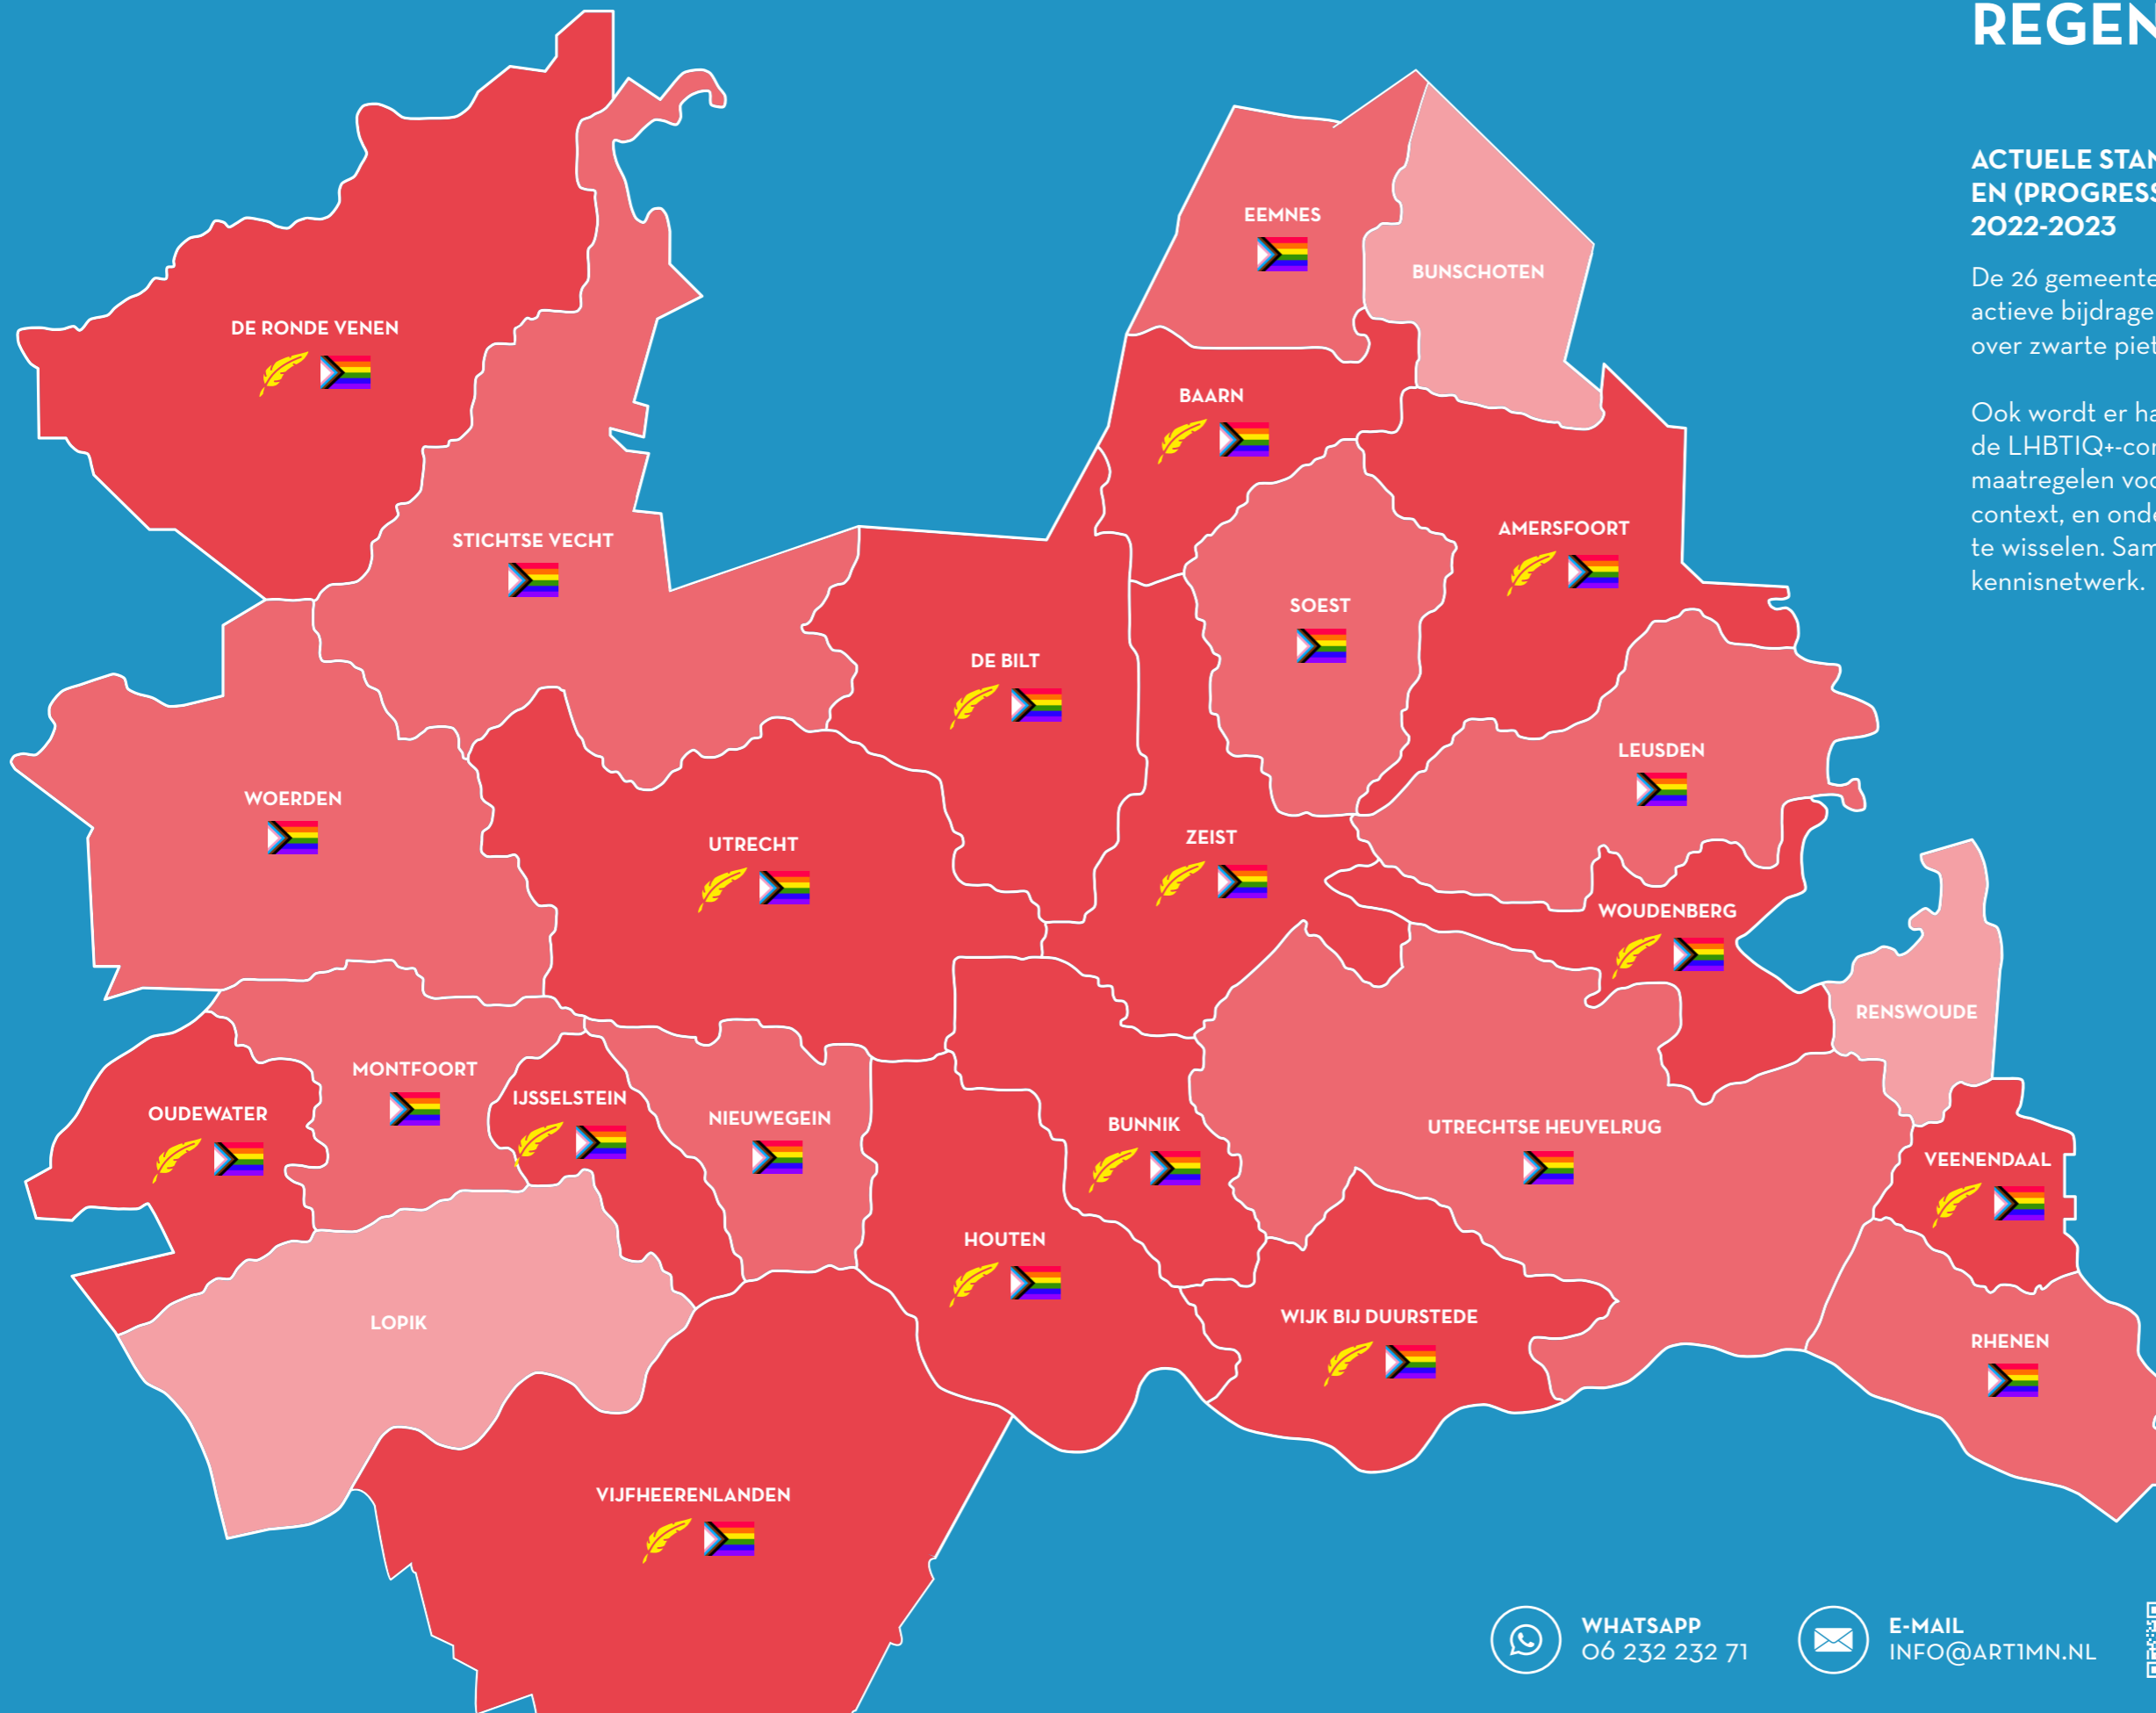 REGEN
ACTUELE STAN
EN (PROGRESS
2022-2023
De 26 gemeente
actieve bijdrage
over zwarte piet
Ook wordt er ha
de LHBTIQ+-con
maatregelen voo
context, en onde
te wisselen. Sam
kennisnetwerk.
EEMNES
BUNSCHOTEN
DE RONDE VENEN
BAARN
AMERSFOORT
STICHTSE VECHT
SOEST
DE BILT
LEUSDEN
WOERDEN
UTRECHT
ZEIST
WOUDENBERG
RENSWOUDE
MONTFOORT
IJSSELSTEIN
OUDEWATER
NIEUWEGEIN
BUNNIK
UTRECHTSE HEUVELRUG
VEENENDAAL
HOUTEN
WIJK BIJ DUURSTEDE
LOPIK
RHENEN
VIJFHEERENLANDEN
WHATSAPP
06 232 232 71
E-MAIL
INFO@ART1MN.NL